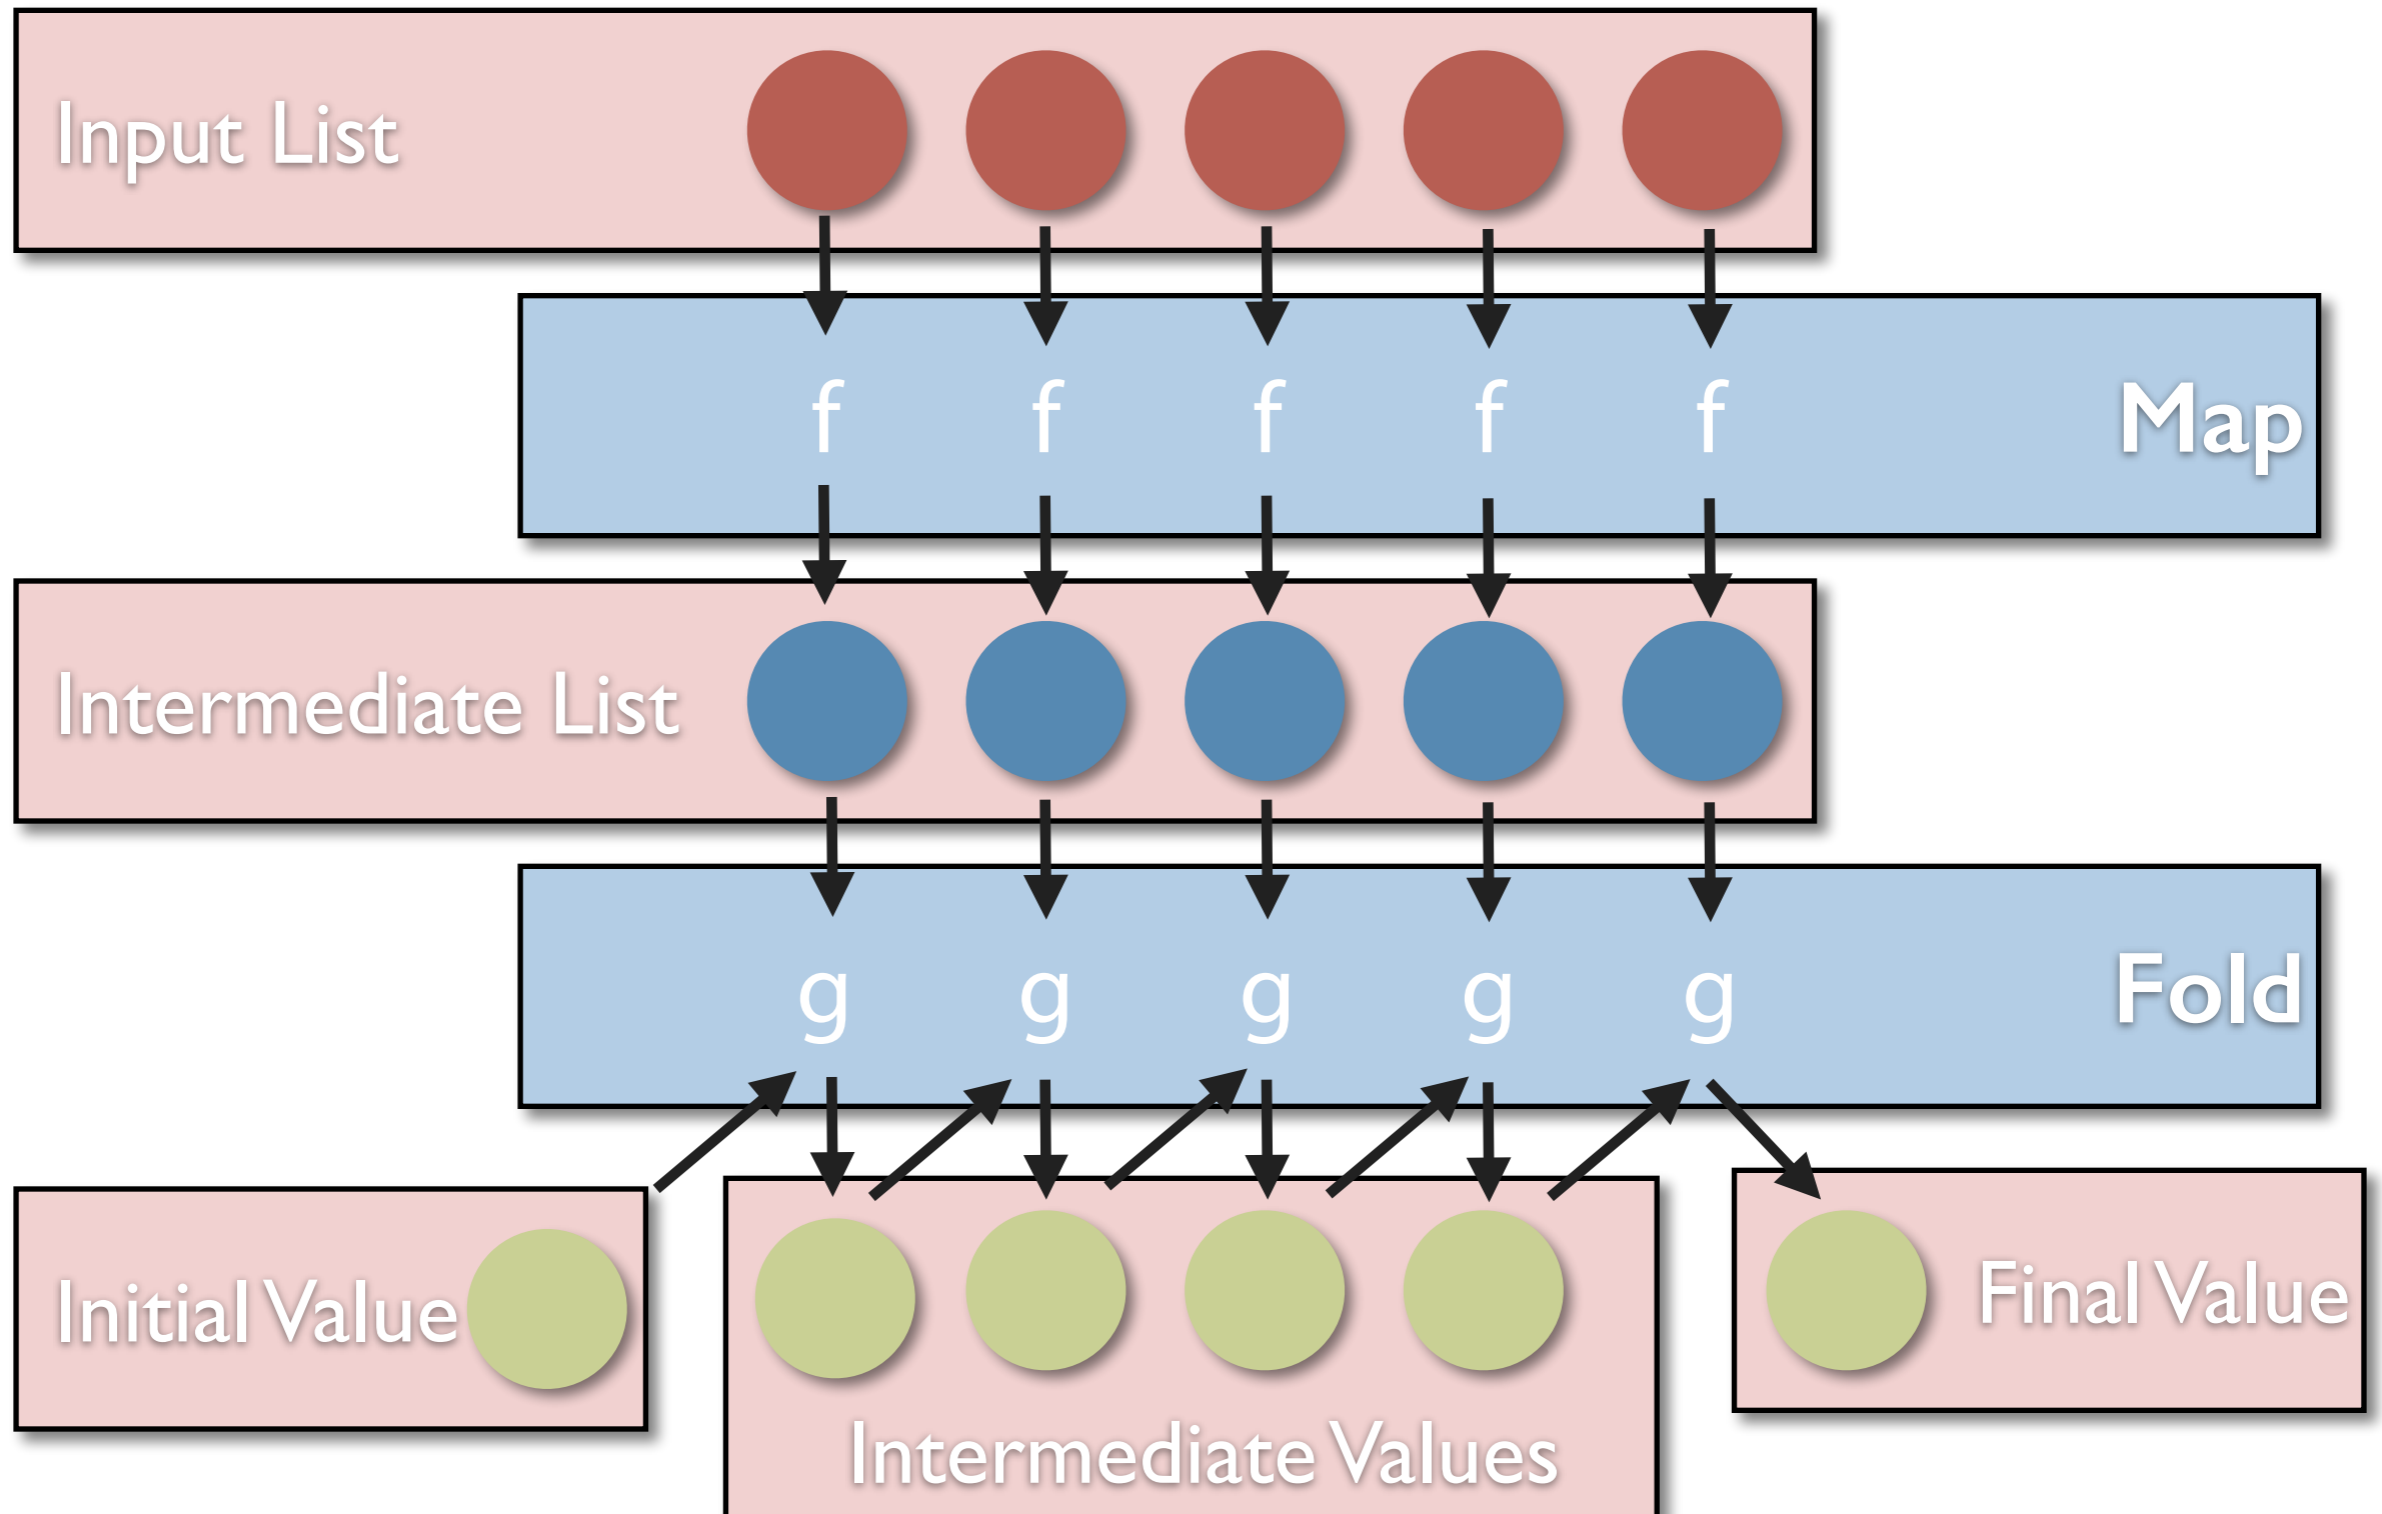 Input List
f f f f f Map
Intermediate List
g g g g g Fold
Initial Value
Final Value
Intermediate Values